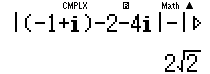 CMPLX R Math ▲
|(-1+i)-2-4i|-|▷
2√2